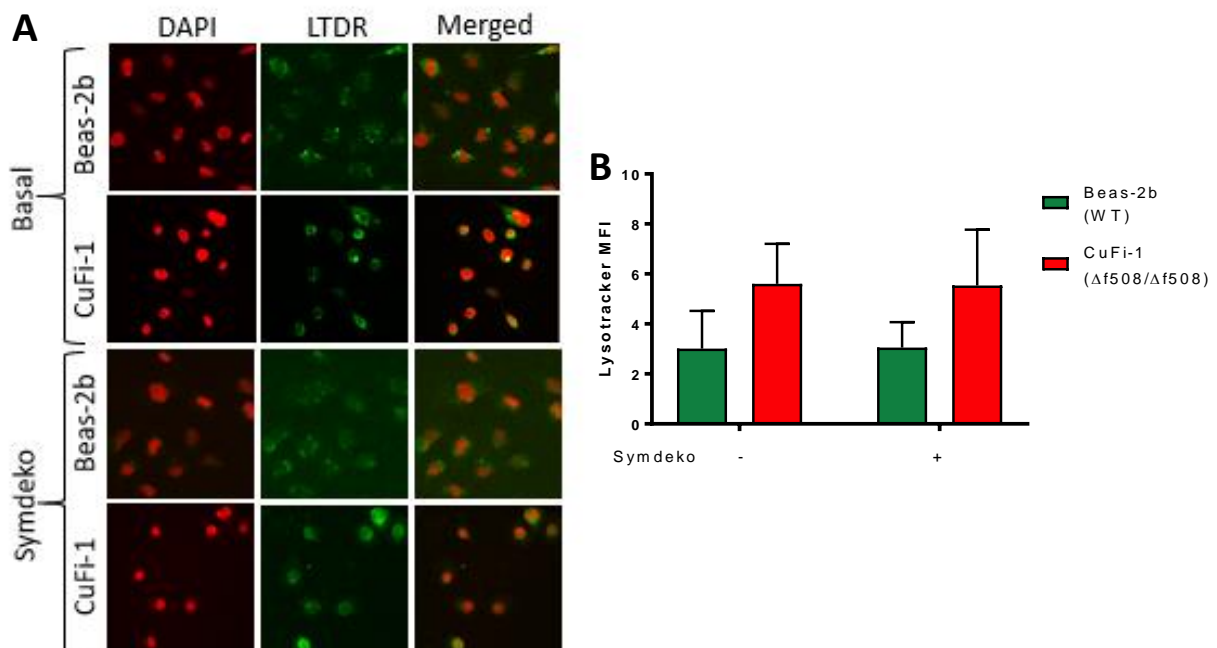 A
DAPI LTDR Merged
Basal
Beas-2b
CuFi-1
Symdeko
Beas-2b
CuFi-1
B
10
8
6
4
2
0
Lysotracker MFI
Symdeko - +
Beas-2b
(WT)
CuFi-1
(Δf508/Δf508)